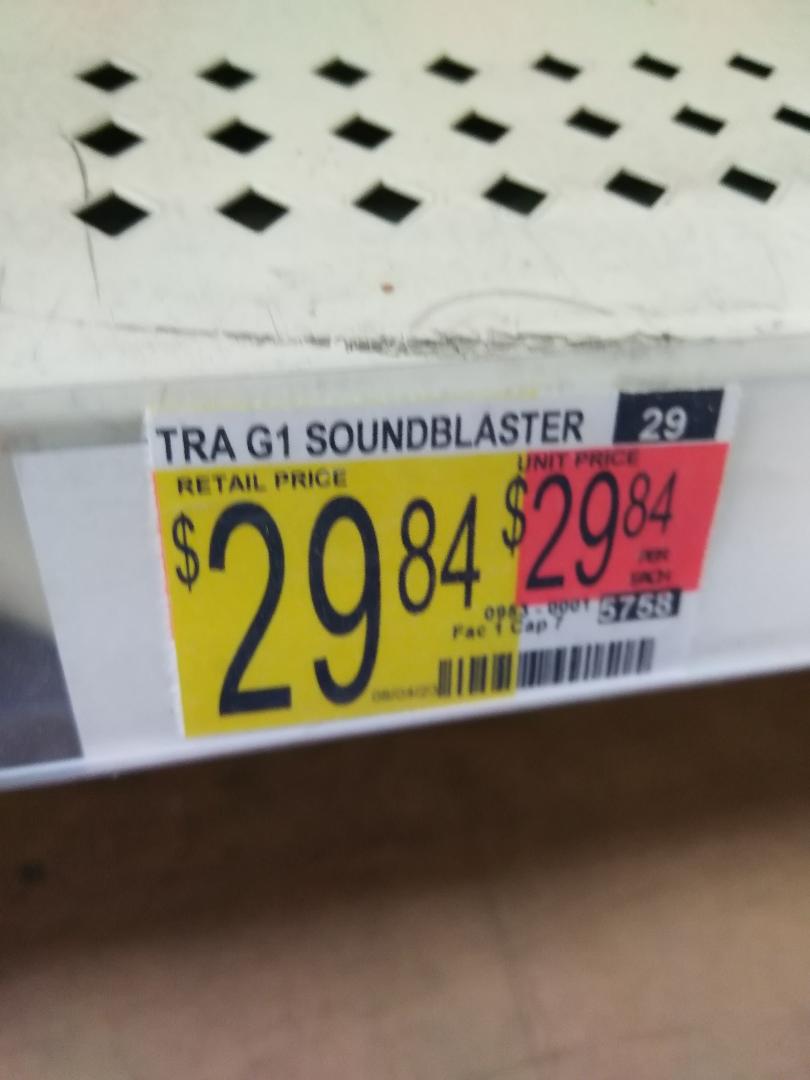 TRA G1 SOUNDBLASTER 29
RETAIL PRICE
$29 84
UNIT PRICE
$29 84
PER
EACH
5758
Fac 1 Cap 7